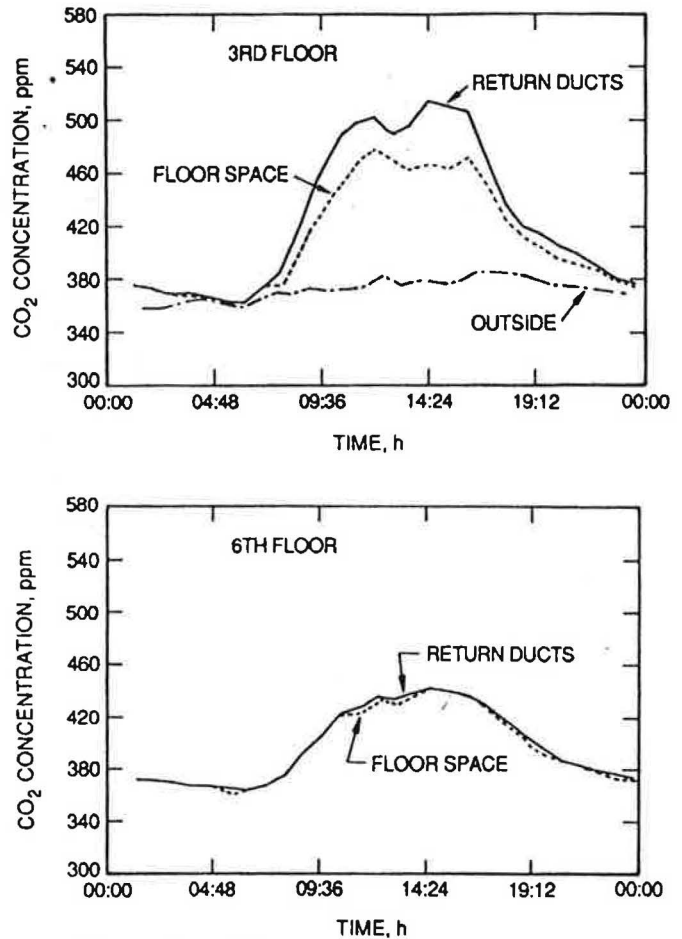 580
3RD FLOOR
540
RETURN DUCTS
500
FLOOR SPACE
460
420
380
340
OUTSIDE
300
00:00 04:48 09:36 14:24 19:12 00:00
CO₂ CONCENTRATION, ppm
TIME, h
580
540
6TH FLOOR
500
460
RETURN DUCTS
420
FLOOR SPACE
380
340
300
00:00 04:48 09:36 14:24 19:12 00:00
CO₂ CONCENTRATION, ppm
TIME, h